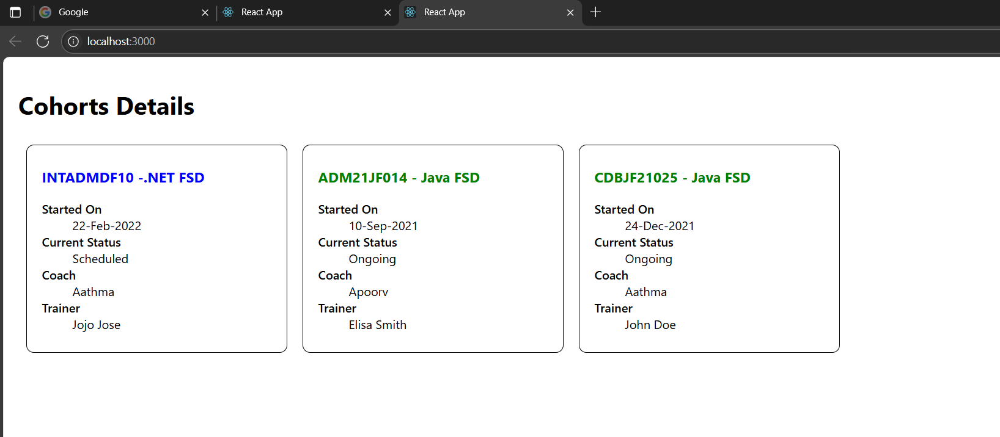 Google
React App
React App
localhost:3000
Cohorts Details
INTADMDF10 -.NET FSD
Started On
22-Feb-2022
Current Status
Scheduled
Coach
Aathma
Trainer
Jojo Jose
ADM21JF014 - Java FSD
Started On
10-Sep-2021
Current Status
Ongoing
Coach
Apoorv
Trainer
Elisa Smith
CDBJF21025 - Java FSD
Started On
24-Dec-2021
Current Status
Ongoing
Coach
Aathma
Trainer
John Doe